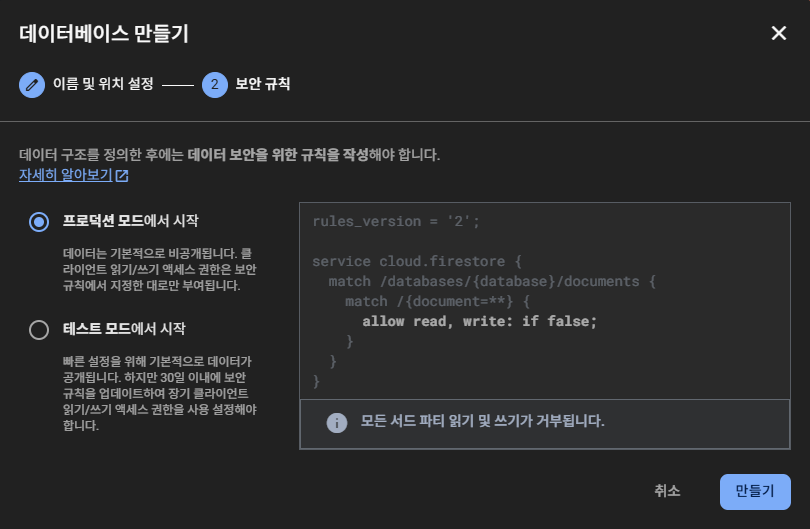 데이터베이스 만들기
이름 및 위치 설정
2 보안 규칙
데이터 구조를 정의한 후에는 데이터 보안을 위한 규칙을 작성해야 합니다.
자세히 알아보기
프로덕션 모드에서 시작
데이터는 기본적으로 비공개됩니다. 클
라이언트 읽기/쓰기 액세스 권한은 보안
규칙에서 지정한 대로만 부여됩니다.
테스트 모드에서 시작
빠른 설정을 위해 기본적으로 데이터가
공개됩니다. 하지만 30일 이내에 보안
규칙을 업데이트하여 장기 클라이언트
읽기/쓰기 액세스 권한을 사용 설정해야
합니다.
rules_version = '2';
service cloud.firestore {
match /databases/{database}/documents {
match /{document=**} {
allow read, write: if false;
}
}
}
모든 서드 파티 읽기 및 쓰기가 거부됩니다.
취소
만들기